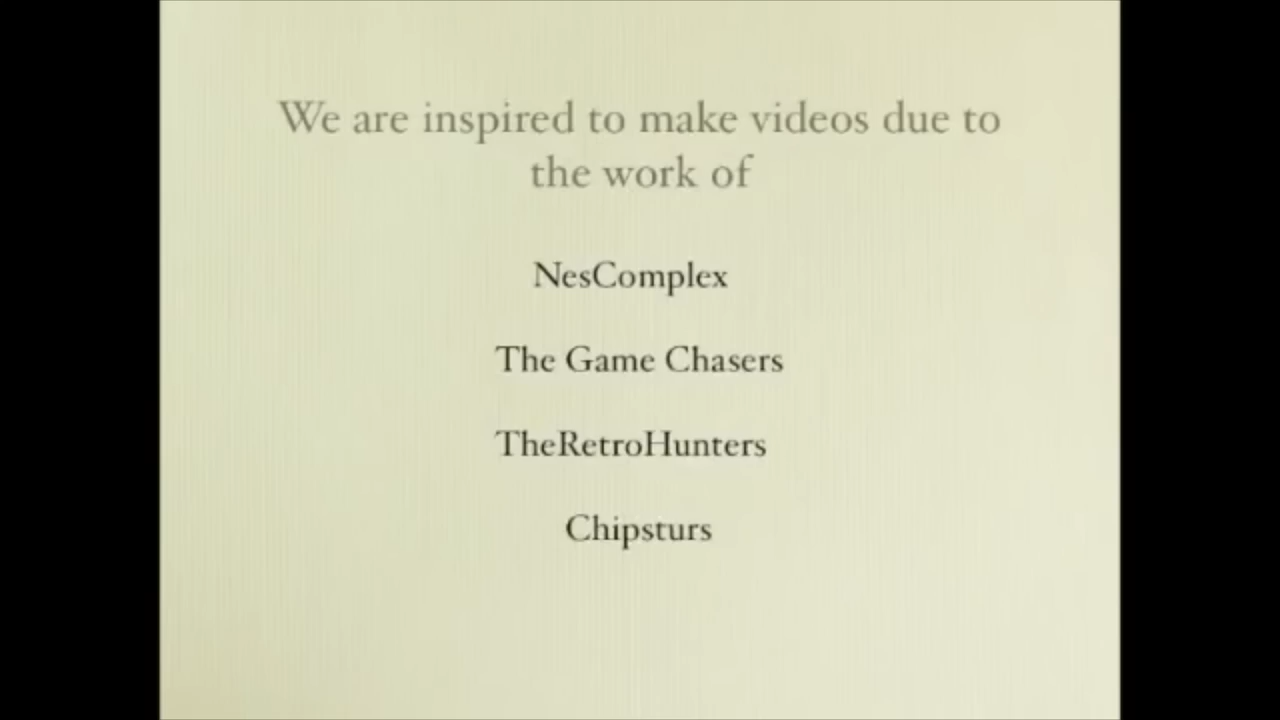 We are inspired to make videos due to
the work of
NesComplex
The Game Chasers
TheRetroHunters
Chipsturs